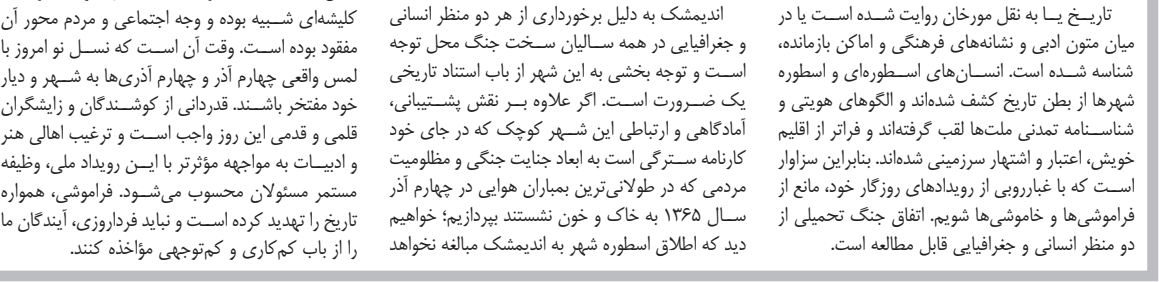 تاریخ یا به نقل مورخان روایت شده است یا در
میان متون ادبی و نشانه‌های فرهنگی و اماکن بازمانده،
شناسه شده است. انسان‌های اسطوره‌ای و اسطوره
شهرها از بطن تاریخ کشف شده‌اند و الگوهای هویتی و
شناسنامه تمدنی ملت‌ها لقب گرفته‌اند و فراتر از اقلیم
خویش، اعتبار و اشتهار سرزمینی شده‌اند. بنابراین سزاوار
است که با غبارروبی از رویدادهای روزگار خود، مانع از
فراموشی‌ها و خاموشی‌ها شویم. اتفاق جنگ تحمیلی از
دو منظر انسانی و جغرافیایی قابل مطالعه است.
اندیمشک به دلیل برخورداری از هر دو منظر انسانی
و جغرافیایی در همه سالیان سخت جنگ محل توجه
است و توجه بخشی به این شهر از باب استناد تاریخی
یک ضرورت است. اگر علاوه بر نقش پشتیبانی،
آمادگاهی و ارتباطی این شهر کوچک که در جای خود
کارنامه سترگی است به ابعاد جنایت جنگی و مظلومیت
مردمی که در طولانی‌ترین بمباران هوایی در چهارم آذر
سال ۱۳۶۵ به خاک و خون نشستند بپردازیم؛ خواهیم
دید که اطلاق اسطوره شهر به اندیمشک مبالغه نخواهد
کلیشه‌ای شبیه بوده و وجه اجتماعی و مردم محور آن
مفقود بوده است. وقت آن است که نسل نو امروز با
لمس واقعی چهارم آذر و چهارم آذری‌ها به شهر و دیار
خود مفتخر باشند. قدردانی از کوشندگان و زایشگران
قلمی و قدمی این روز واجب است و ترغیب اهالی هنر
و ادبیات به مواجهه مؤثرتر با این رویداد ملی، وظیفه
مستمر مسئولان محسوب می‌شود. فراموشی، همواره
تاریخ را تهدید کرده است و نباید فرداروزی، آیندگان ما
را از باب کم‌کاری و کم‌توجهی مؤاخذه کنند.